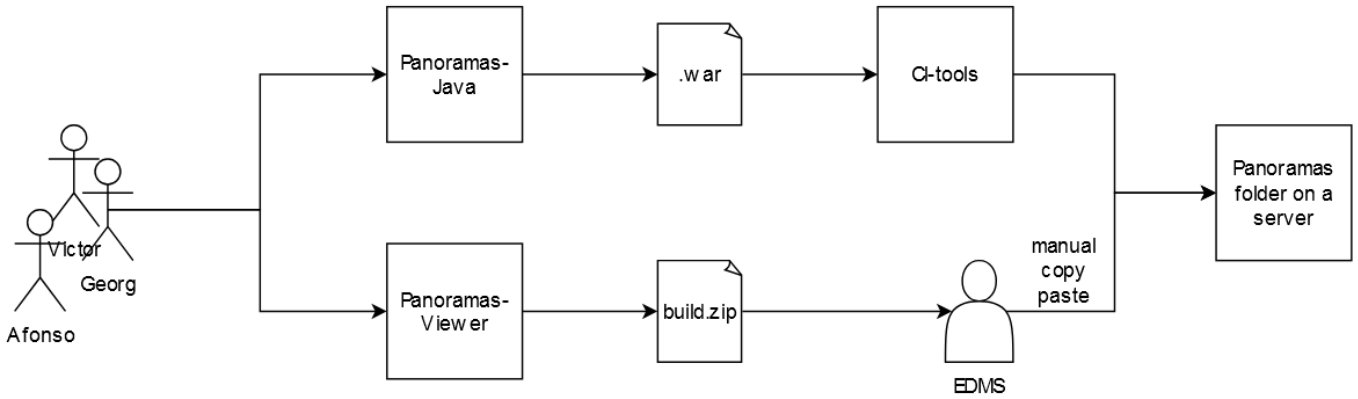 Panoramas-
Java
.war
CI-tools
Panoramas
folder on a
server
Victor
Georg
Afonso
Panoramas-
Viewer
build.zip
manual
copy
paste
EDMS